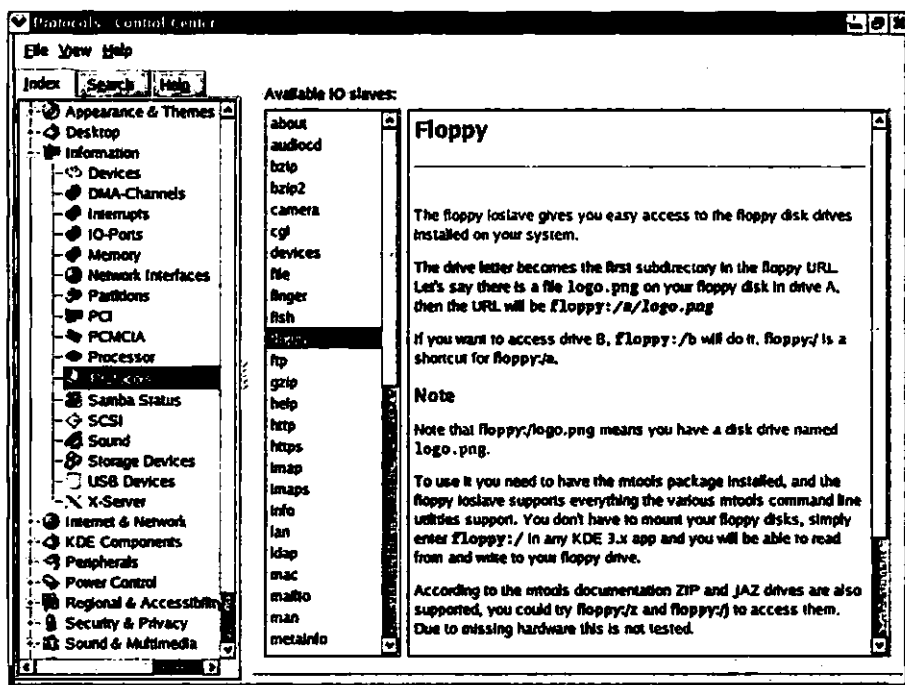 Protocols - Control Center
File View Help
Index Search Help
Appearance & Themes
Desktop
Information
Devices
DMA-Channels
Interrupts
IO-Ports
Memory
Network Interfaces
Partitions
PCI
PCMCIA
Processor
Protocols
Samba Status
SCSI
Sound
Storage Devices
USB Devices
X-Server
Internet & Network
KDE Components
Peripherals
Power Control
Regional & Accessibility
Security & Privacy
Sound & Multimedia
Available IO slaves:
about
audiocd
bzip
bzip2
camera
cgi
devices
file
finger
fish
floppy
ftp
gzip
help
http
https
imap
imaps
info
lan
ldap
mac
mailto
man
metainfo
Floppy
The floppy ioslave gives you easy access to the floppy disk drives
installed on your system.
The drive letter becomes the first subdirectory in the floppy URL.
Let's say there is a file logo.png on your floppy disk in drive A,
then the URL will be floppy:/a/logo.png
If you want to access drive B, floppy:/b will do it. floppy:/ is a
shortcut for floppy:/a.
Note
Note that floppy:/logo.png means you have a disk drive named
logo.png.
To use it you need to have the mtools package installed, and the
floppy ioslave supports everything the various mtools command line
utilities support. You don't have to mount your floppy disks, simply
enter floppy:/ in any KDE 3.x app and you will be able to read
from and write to your floppy drive.
According to the mtools documentation ZIP and JAZ drives are also
supported, you could try floppy:/z and floppy:/j to access them.
Due to missing hardware this is not tested.